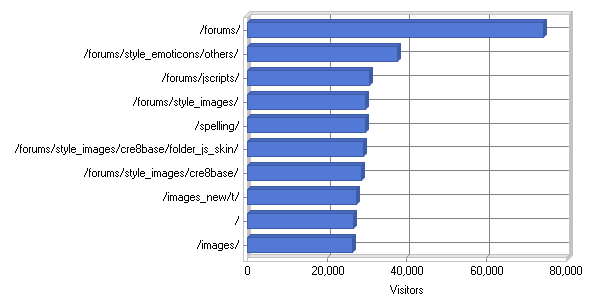 /forums/
/forums/style_emoticons/others/
/forums/jscripts/
/forums/style_images/
/spelling/
/forums/style_images/cre8base/folder_js_skin/
/forums/style_images/cre8base/
/images_new/t/
/
/images/
0 20,000 40,000 60,000 80,000
Visitors